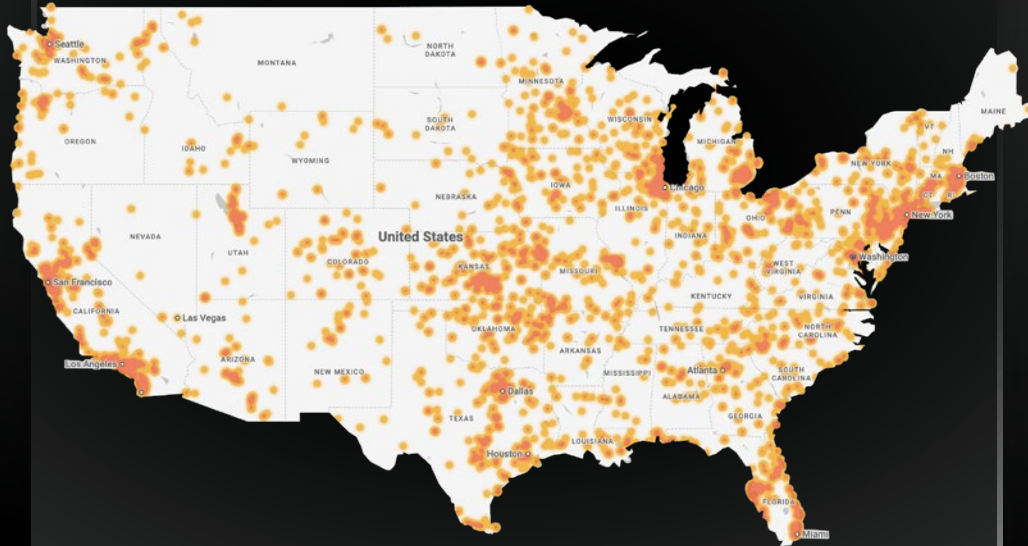 Seattle
WASHINGTON
MONTANA
NORTH
DAKOTA
MINNESOTA
MAINE
OREGON
IDAHO
WYOMING
SOUTH
DAKOTA
WISCONSIN
MICHIGAN
VT
NH
NEW YORK
MA
Boston
CT
RI
NEVADA
UTAH
COLORADO
NEBRASKA
IOWA
Chicago
ILLINOIS
INDIANA
OHIO
PENN
New York
United States
KANSAS
MISSOURI
WEST
VIRGINIA
Washington
San Francisco
CALIFORNIA
Las Vegas
KENTUCKY
VIRGINIA
Los Angeles
ARIZONA
NEW MEXICO
OKLAHOMA
ARKANSAS
TENNESSEE
NORTH
CAROLINA
MISSISSIPPI
Atlanta
SOUTH
CAROLINA
Dallas
TEXAS
ALABAMA
GEORGIA
Houston
LOUISIANA
FLORIDA
Miami